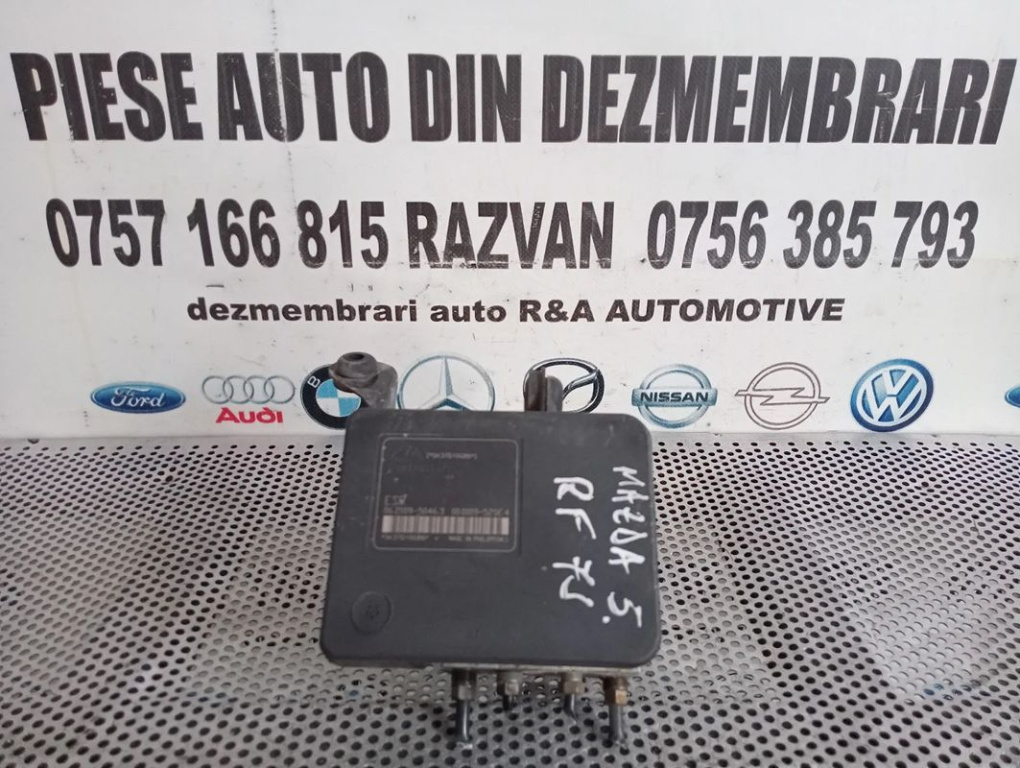 PIESE AUTO DIN DEZMEMBRARI
0757 166 815 RAZVAN 0756 385 793
dezmembrari auto R&A AUTOMOTIVE
Ford
Audi
B
NISSAN
MAZDA 5.
RF 7J